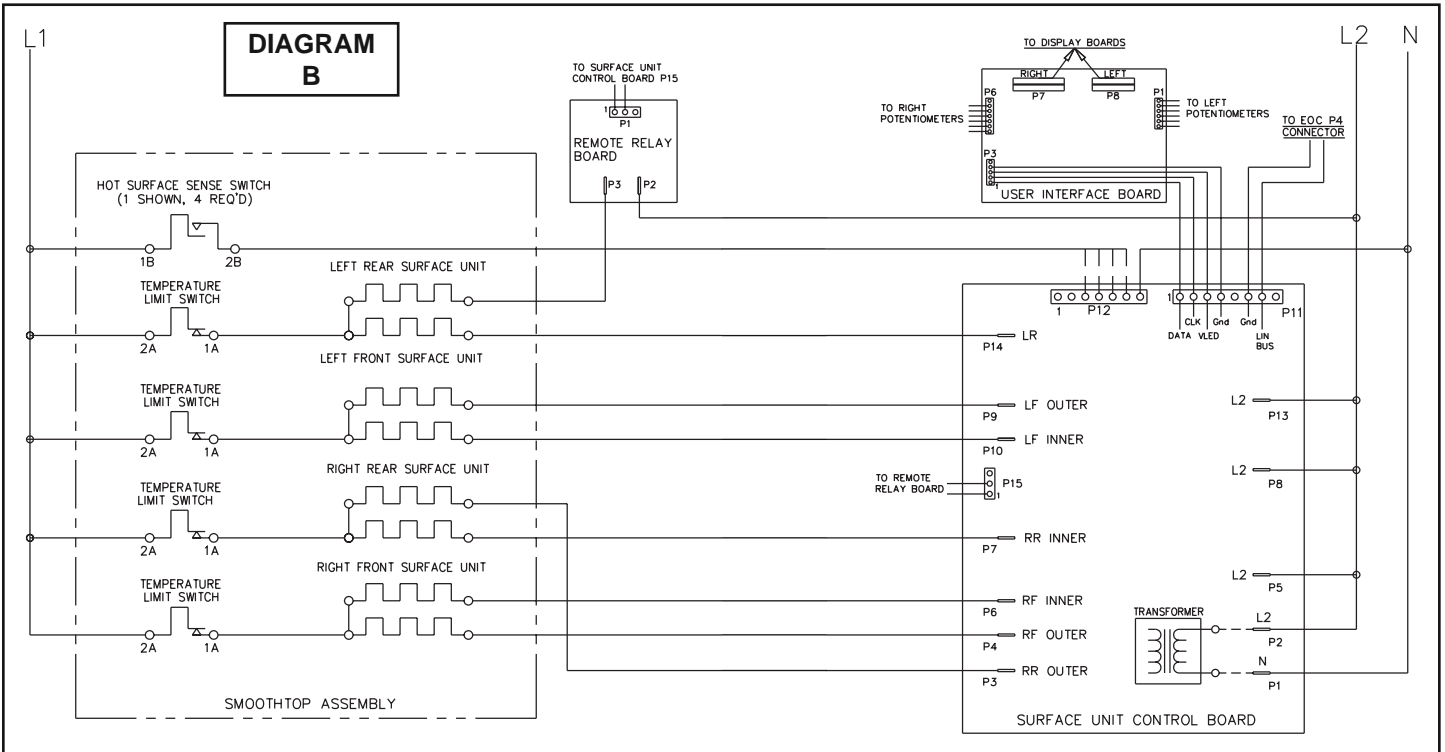 L1
DIAGRAM
B
L2
N
TO SURFACE UNIT
CONTROL BOARD P15
1
P1
REMOTE RELAY
BOARD
P3
P2
TO DISPLAY BOARDS
RIGHT
LEFT
P7
P8
P6
P1
TO RIGHT
POTENTIOMETERS
TO LEFT
POTENTIOMETERS
P3
1
USER INTERFACE BOARD
TO EOC P4
CONNECTOR
HOT SURFACE SENSE SWITCH
(1 SHOWN, 4 REQ'D)
1B
2B
LEFT REAR SURFACE UNIT
TEMPERATURE
LIMIT SWITCH
2A
1A
LEFT FRONT SURFACE UNIT
TEMPERATURE
LIMIT SWITCH
2A
1A
RIGHT REAR SURFACE UNIT
TEMPERATURE
LIMIT SWITCH
2A
1A
RIGHT FRONT SURFACE UNIT
TEMPERATURE
LIMIT SWITCH
2A
1A
SMOOTHTOP ASSEMBLY
1
P12
1
P11
DATA
CLK
VLED
Gnd
Gnd
LIN
BUS
P14
LR
P9
LF OUTER
P10
LF INNER
TO REMOTE
RELAY BOARD
P15
1
P7
RR INNER
P6
RF INNER
P4
RF OUTER
P3
RR OUTER
L2
P13
L2
P8
L2
P5
TRANSFORMER
L2
P2
N
P1
SURFACE UNIT CONTROL BOARD